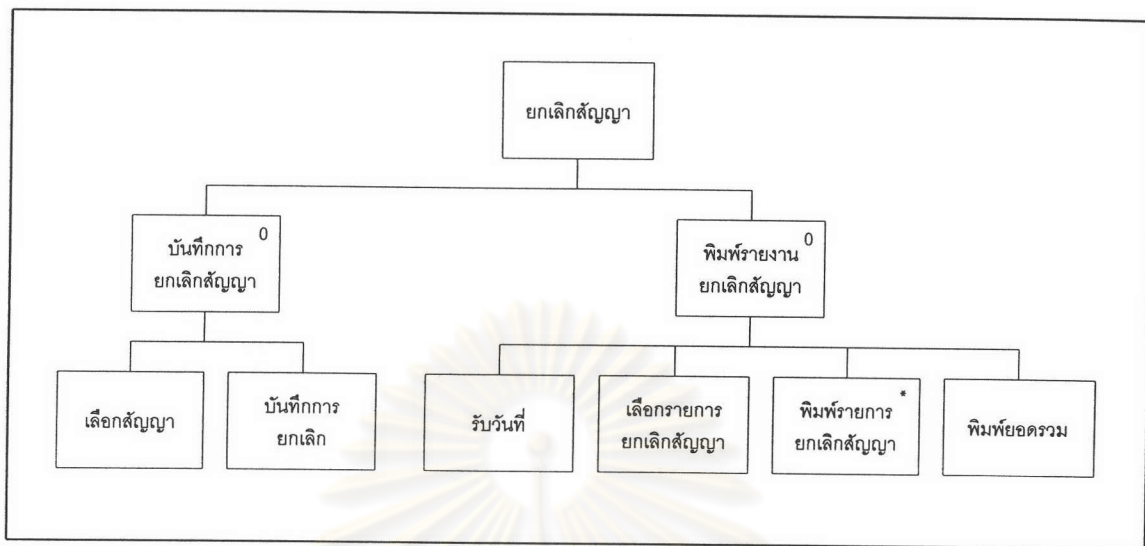 ยกเลิกสัญญา
บันทึกการ 0
ยกเลิกสัญญา
พิมพ์รายงาน 0
ยกเลิกสัญญา
เลือกสัญญา
บันทึกการ
ยกเลิก
รับวันที่
เลือกรายการ
ยกเลิกสัญญา
พิมพ์รายการ *
ยกเลิกสัญญา
พิมพ์ยอดรวม